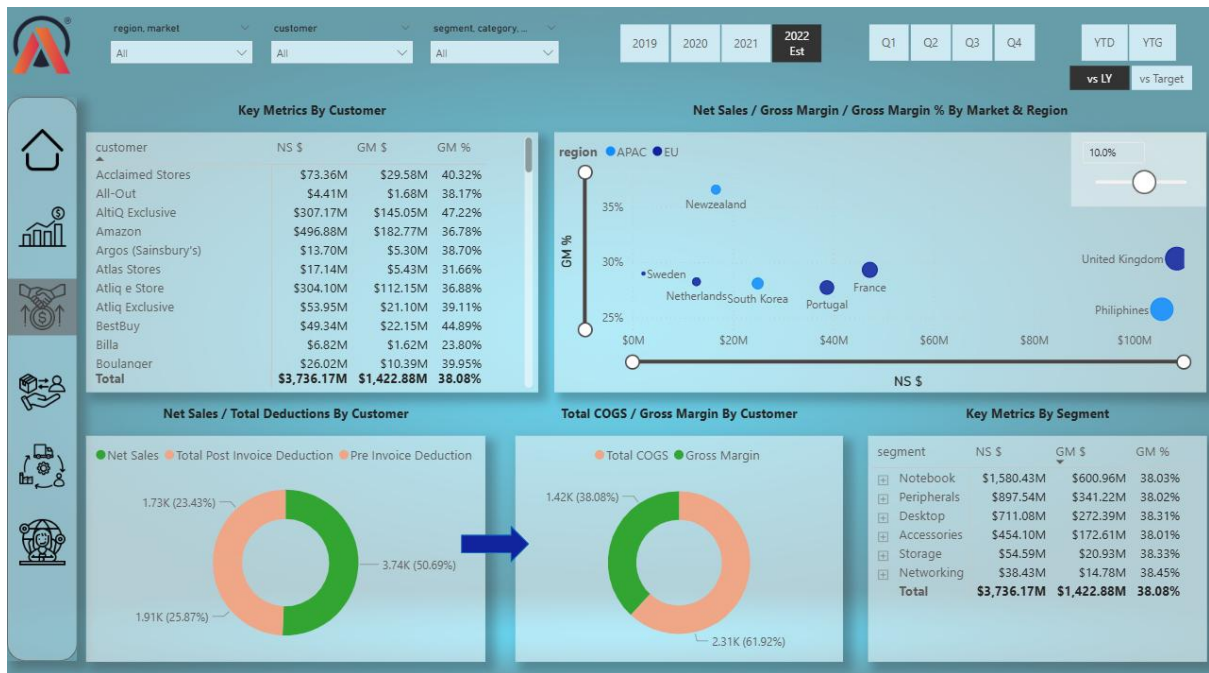 region, market
All
customer
All
segment, category, ...
All
2019 2020 2021 2022 Est
Q1 Q2 Q3 Q4
YTD YTG
vs LY vs Target
Key Metrics By Customer
customer NS $ GM $ GM %
Acclaimed Stores $73.36M $29.58M 40.32%
All-Out $4.41M $1.68M 38.17%
AltiQ Exclusive $307.17M $145.05M 47.22%
Amazon $496.88M $182.77M 36.78%
Argos (Sainsbury's) $13.70M $5.30M 38.70%
Atlas Stores $17.14M $5.43M 31.66%
Atliq e Store $304.10M $112.15M 36.88%
Atliq Exclusive $53.95M $21.10M 39.11%
BestBuy $49.34M $22.15M 44.89%
Billa $6.82M $1.62M 23.80%
Boulanger $26.02M $10.39M 39.95%
Total $3,736.17M $1,422.88M 38.08%
Net Sales / Gross Margin / Gross Margin % By Market & Region
region APAC EU
10.0%
GM %
35%
30%
25%
Newzealand
Sweden
Netherlands
South Korea
Portugal
France
United Kingdom
Philiphines
$0M $20M $40M $60M $80M $100M
NS $
Net Sales / Total Deductions By Customer
Net Sales Total Post Invoice Deduction Pre Invoice Deduction
1.73K (23.43%)
3.74K (50.69%)
1.91K (25.87%)
Total COGS / Gross Margin By Customer
Total COGS Gross Margin
1.42K (38.08%)
2.31K (61.92%)
Key Metrics By Segment
segment NS $ GM $ GM %
Notebook $1,580.43M $600.96M 38.03%
Peripherals $897.54M $341.22M 38.02%
Desktop $711.08M $272.39M 38.31%
Accessories $454.10M $172.61M 38.01%
Storage $54.59M $20.93M 38.33%
Networking $38.43M $14.78M 38.45%
Total $3,736.17M $1,422.88M 38.08%